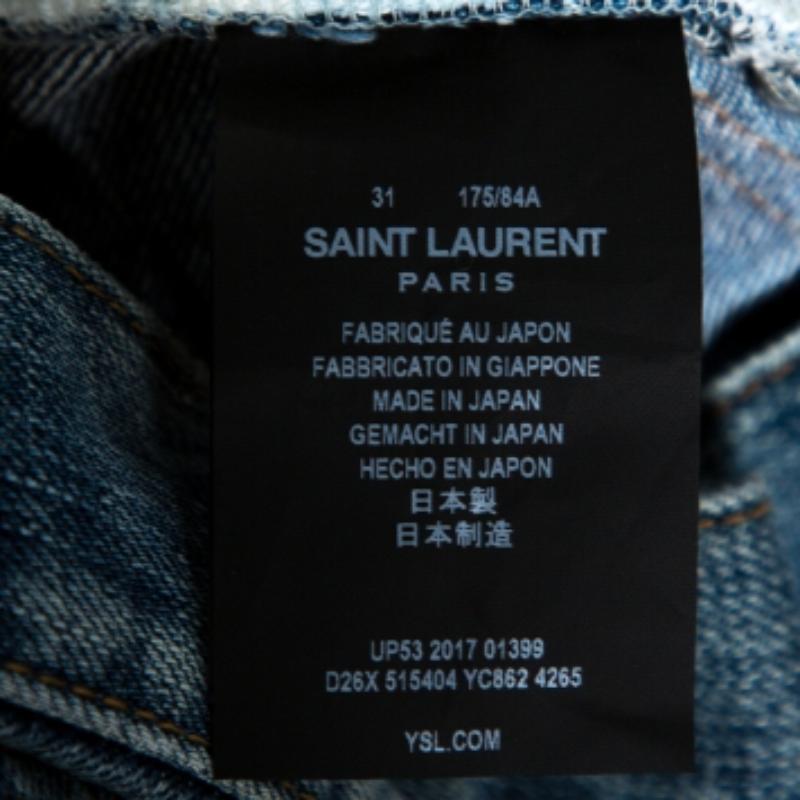 31 175/84A
SAINT LAURENT
PARIS
FABRIQUÉ AU JAPON
FABBRICATO IN GIAPPONE
MADE IN JAPAN
GEMACHT IN JAPAN
HECHO EN JAPON
日本製
日本制造
UP53 2017 01399
D26X 515404 YC862 4265
YSL.COM